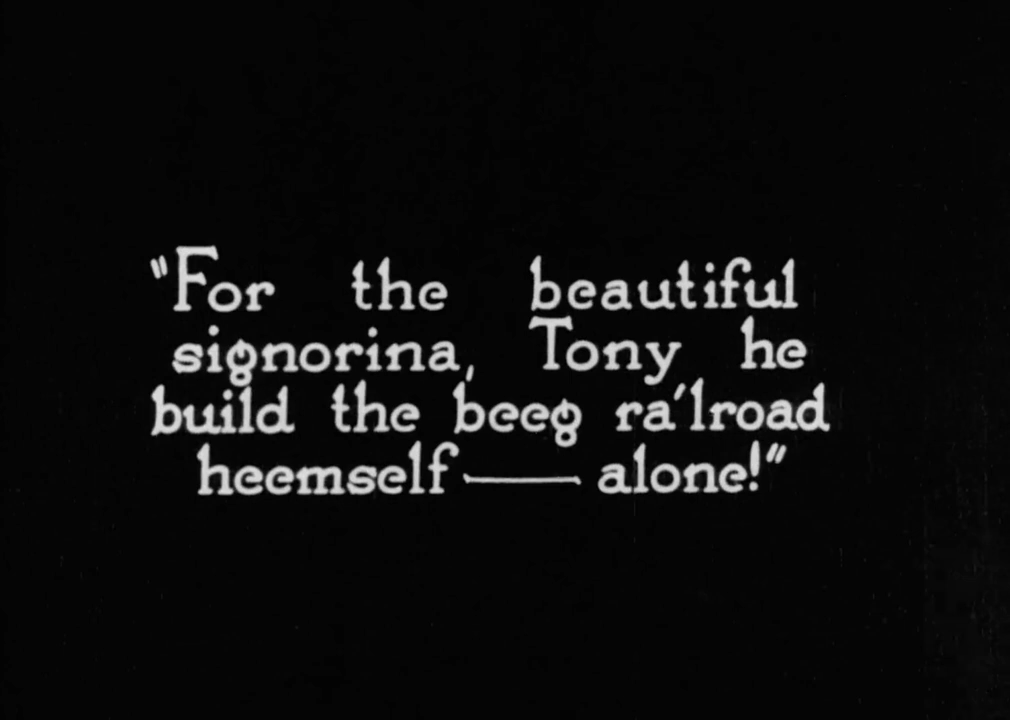 "For the beautiful
signorina, Tony he
build the beeg ra'lroad
heemself—alone!"